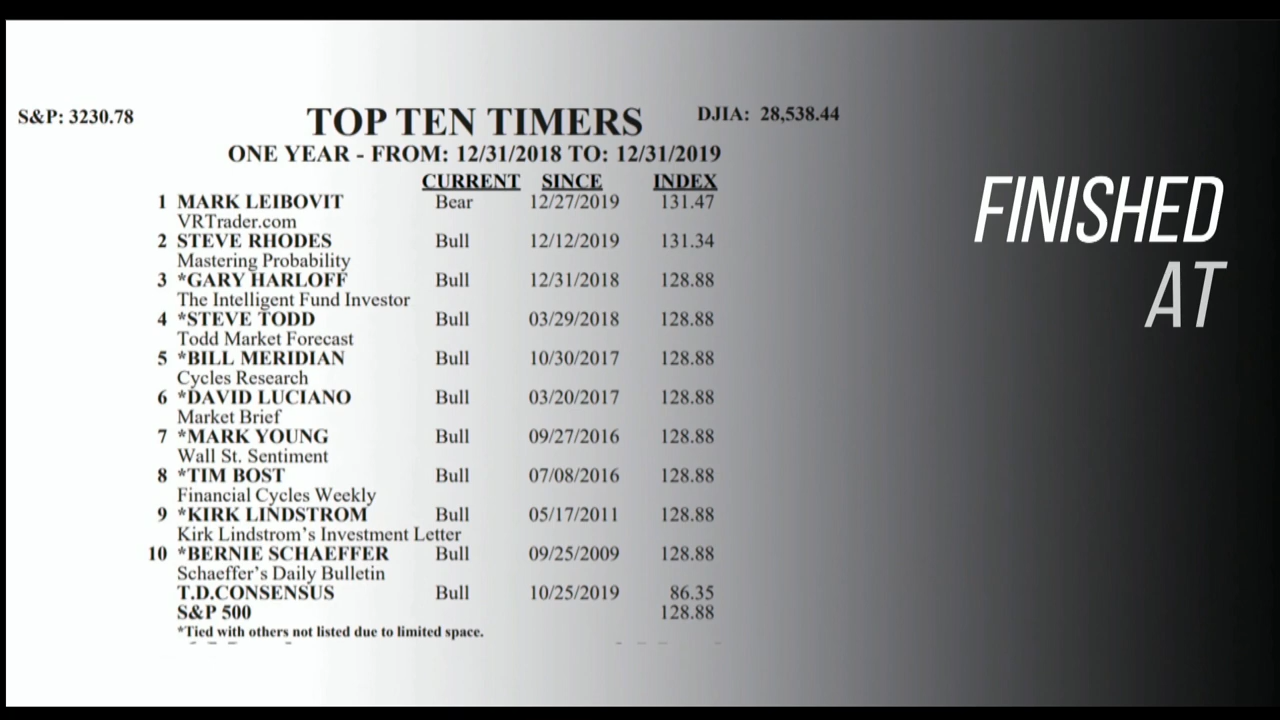 S&P: 3230.78
TOP TEN TIMERS
DJIA: 28,538.44
ONE YEAR - FROM: 12/31/2018 TO: 12/31/2019
CURRENT SINCE INDEX
1 MARK LEIBOVIT Bear 12/27/2019 131.47
VRTrader.com
2 STEVE RHODES Bull 12/12/2019 131.34
Mastering Probability
3 *GARY HARLOFF Bull 12/31/2018 128.88
The Intelligent Fund Investor
4 *STEVE TODD Bull 03/29/2018 128.88
Todd Market Forecast
5 *BILL MERIDIAN Bull 10/30/2017 128.88
Cycles Research
6 *DAVID LUCIANO Bull 03/20/2017 128.88
Market Brief
7 *MARK YOUNG Bull 09/27/2016 128.88
Wall St. Sentiment
8 *TIM BOST Bull 07/08/2016 128.88
Financial Cycles Weekly
9 *KIRK LINDSTROM Bull 05/17/2011 128.88
Kirk Lindstrom's Investment Letter
10 *BERNIE SCHAEFFER Bull 09/25/2009 128.88
Schaeffer's Daily Bulletin
T.D.CONSENSUS Bull 10/25/2019 86.35
S&P 500 128.88
*Tied with others not listed due to limited space.
FINISHED
AT